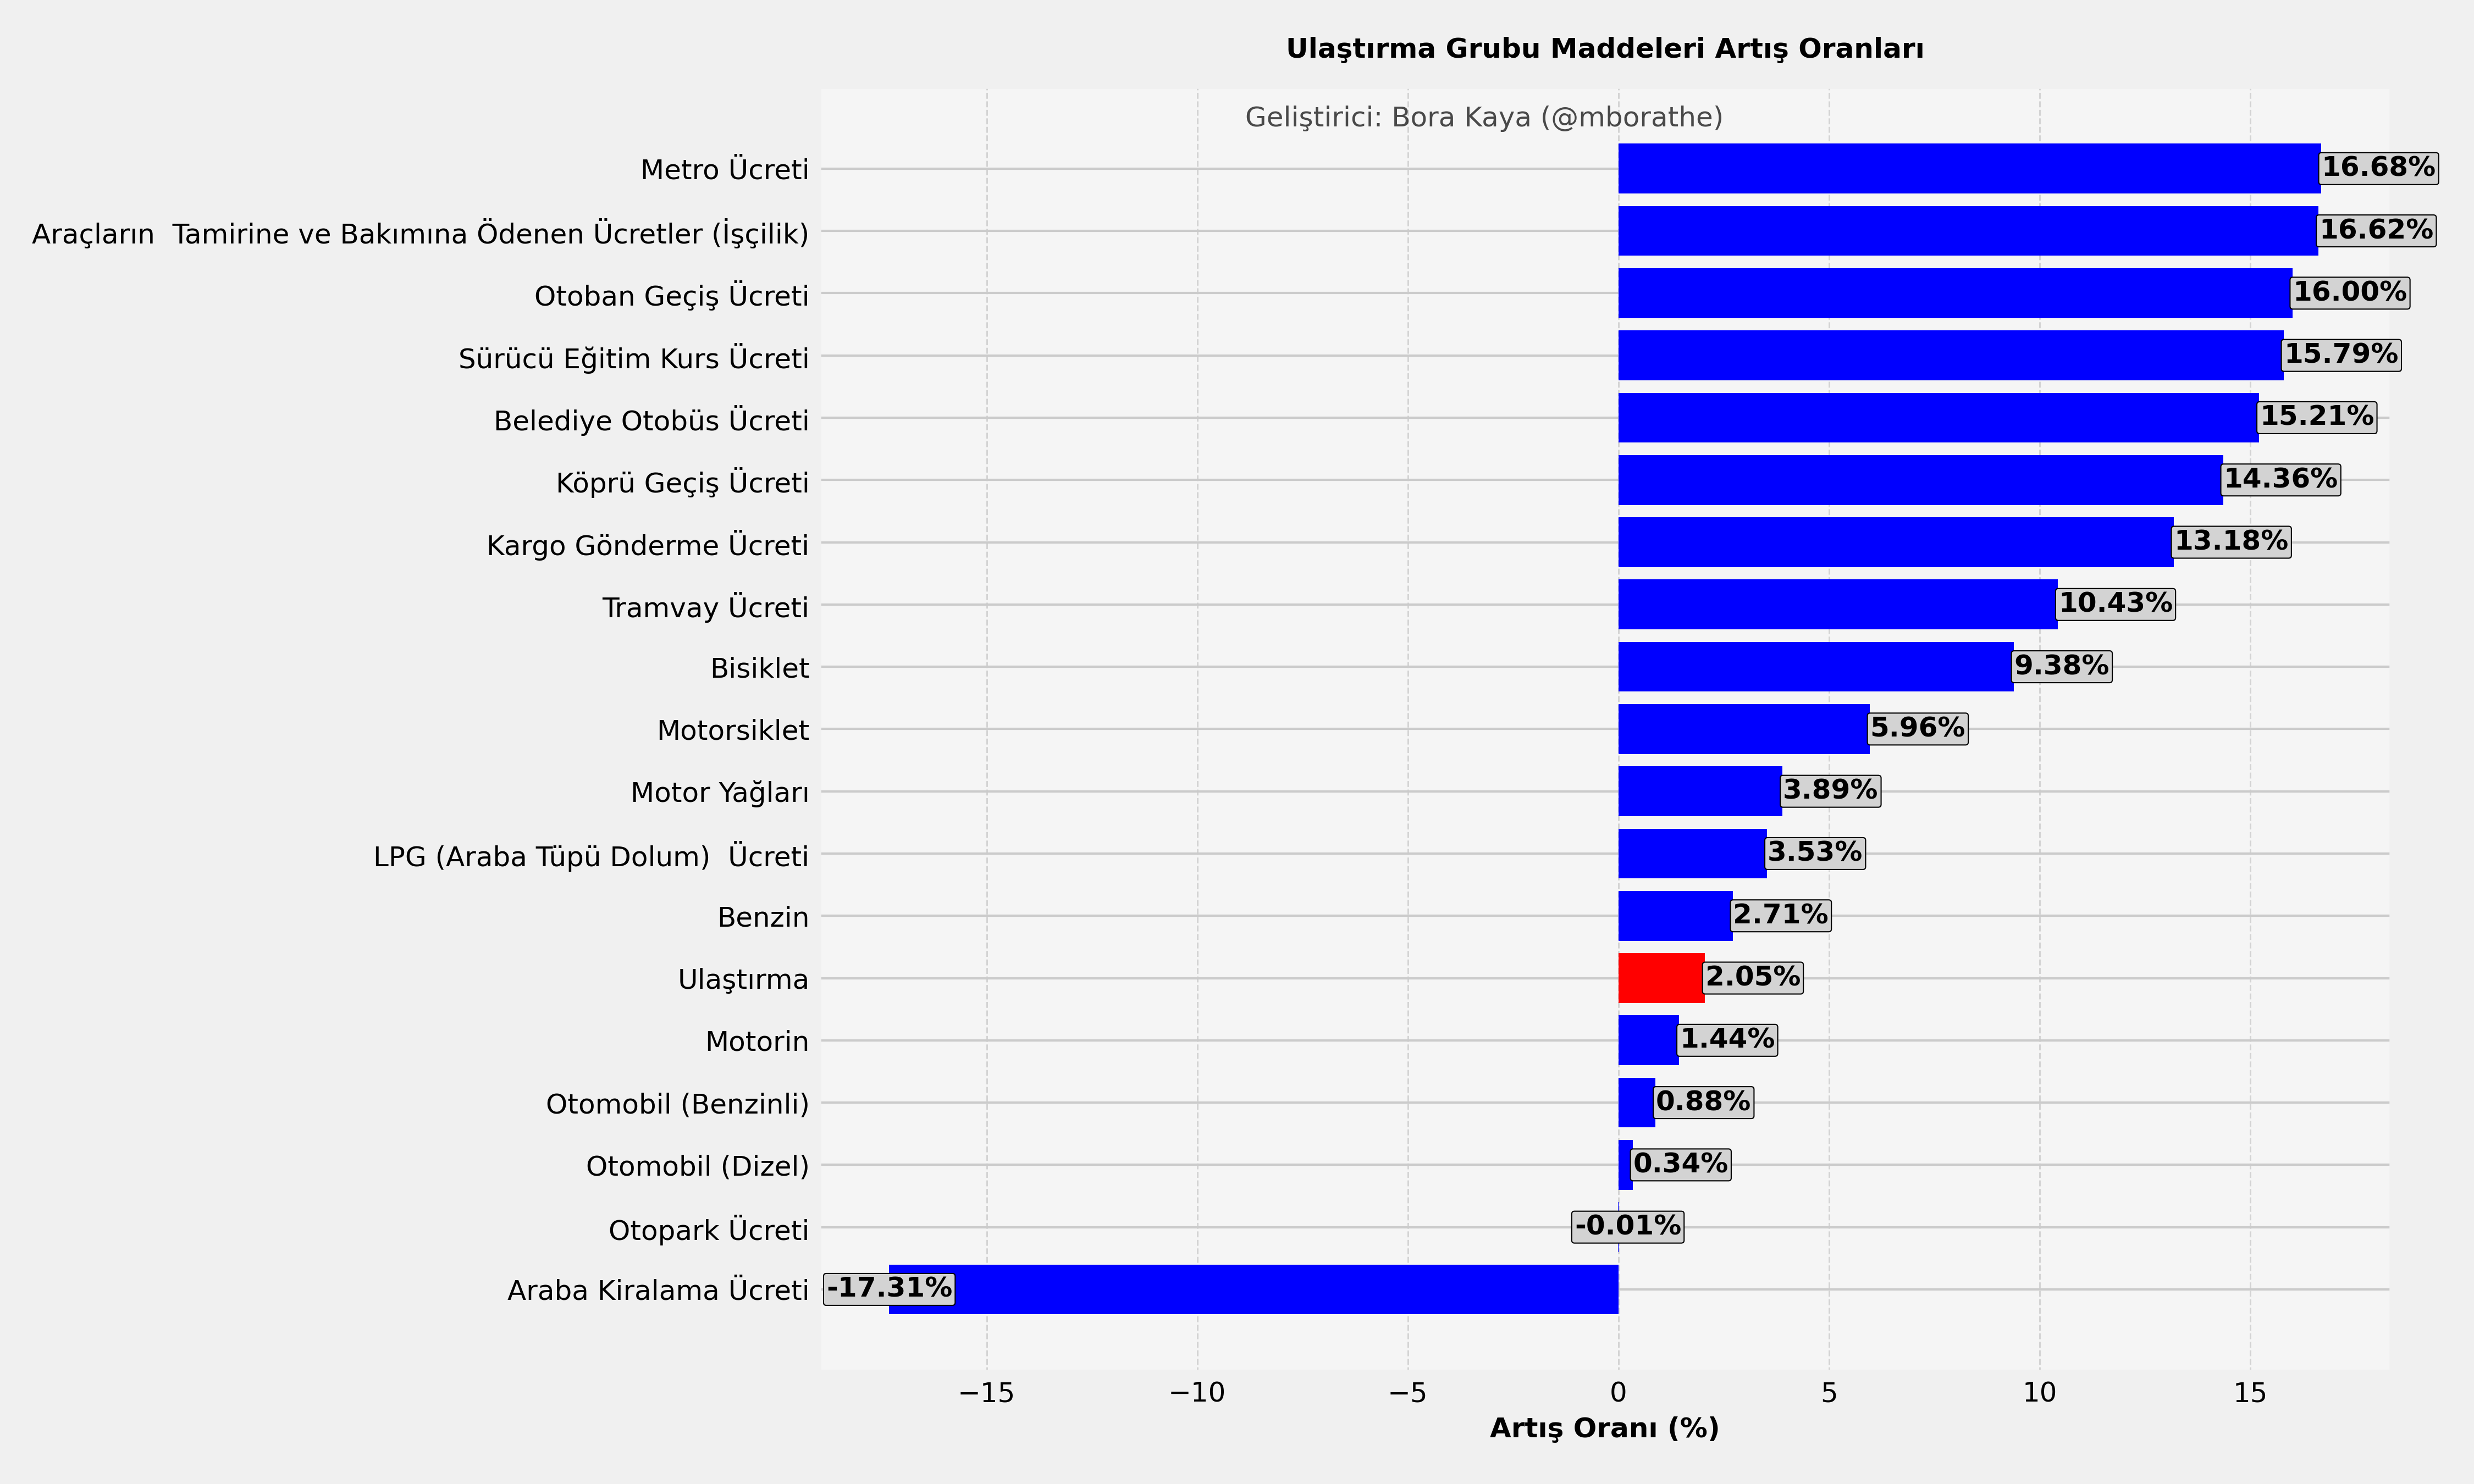 Ulaştırma Grubu Maddeleri Artış Oranları
Geliştirici: Bora Kaya (@mborathe)
Metro Ücreti 16.68%
Araçların  Tamirine ve Bakımına Ödenen Ücretler (İşçilik) 16.62%
Otoban Geçiş Ücreti 16.00%
Sürücü Eğitim Kurs Ücreti 15.79%
Belediye Otobüs Ücreti 15.21%
Köprü Geçiş Ücreti 14.36%
Kargo Gönderme Ücreti 13.18%
Tramvay Ücreti 10.43%
Bisiklet 9.38%
Motorsiklet 5.96%
Motor Yağları 3.89%
LPG (Araba Tüpü Dolum)  Ücreti 3.53%
Benzin 2.71%
Ulaştırma 2.05%
Motorin 1.44%
Otomobil (Benzinli) 0.88%
Otomobil (Dizel) 0.34%
Otopark Ücreti -0.01%
Araba Kiralama Ücreti -17.31%
−15 −10 −5 0 5 10 15
Artış Oranı (%)